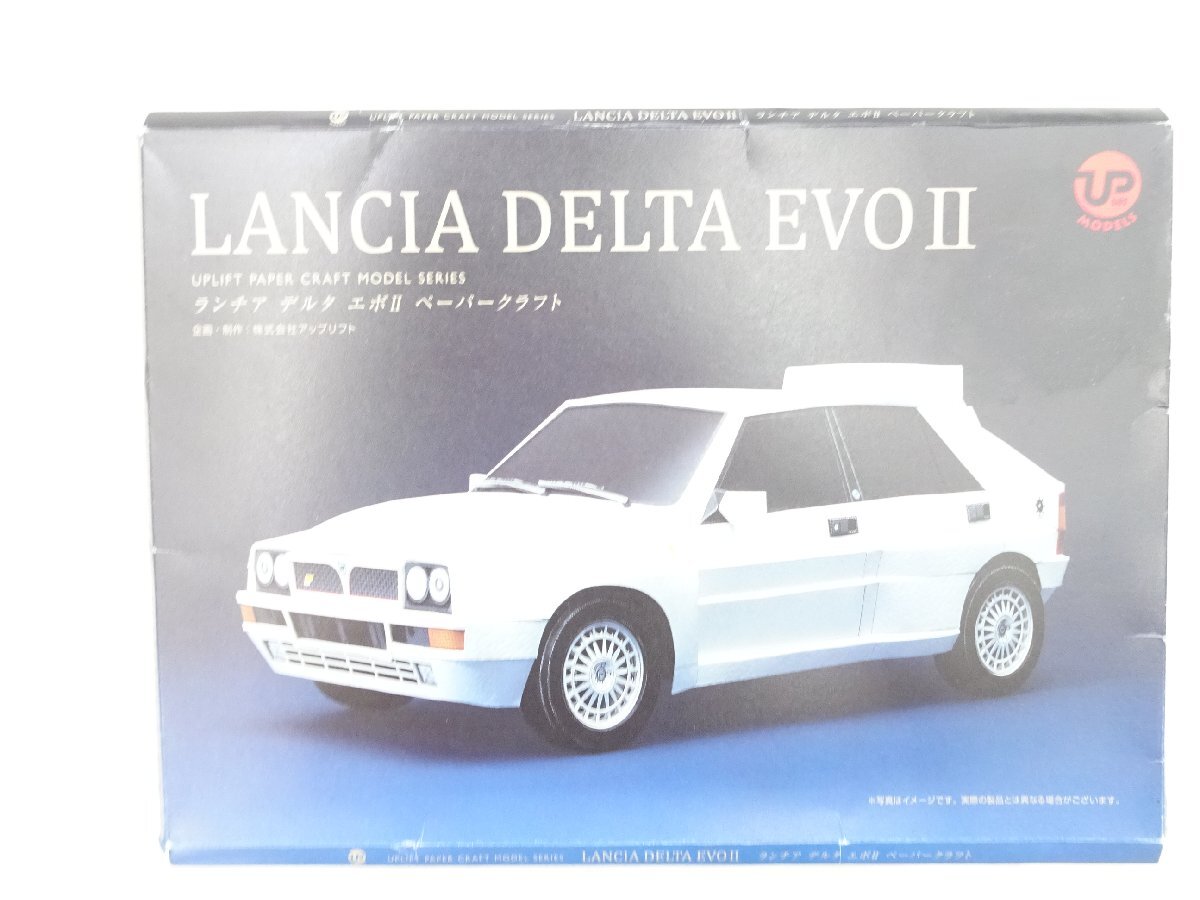 UPLIFT PAPER CRAFT MODEL SERIES LANCIA DELTA EVO II ランチア デルタ エボII ペーパークラフト
LANCIA DELTA EVO II
UP
MODELS
UPLIFT PAPER CRAFT MODEL SERIES
ランチア デルタ エボII ペーパークラフト
企画・制作：株式会社アップリフト
※写真はイメージです。実際の製品とは異なる場合がございます。
UP UPLIFT PAPER CRAFT MODEL SERIES LANCIA DELTA EVO II ランチア デルタ エボII ペーパークラフト